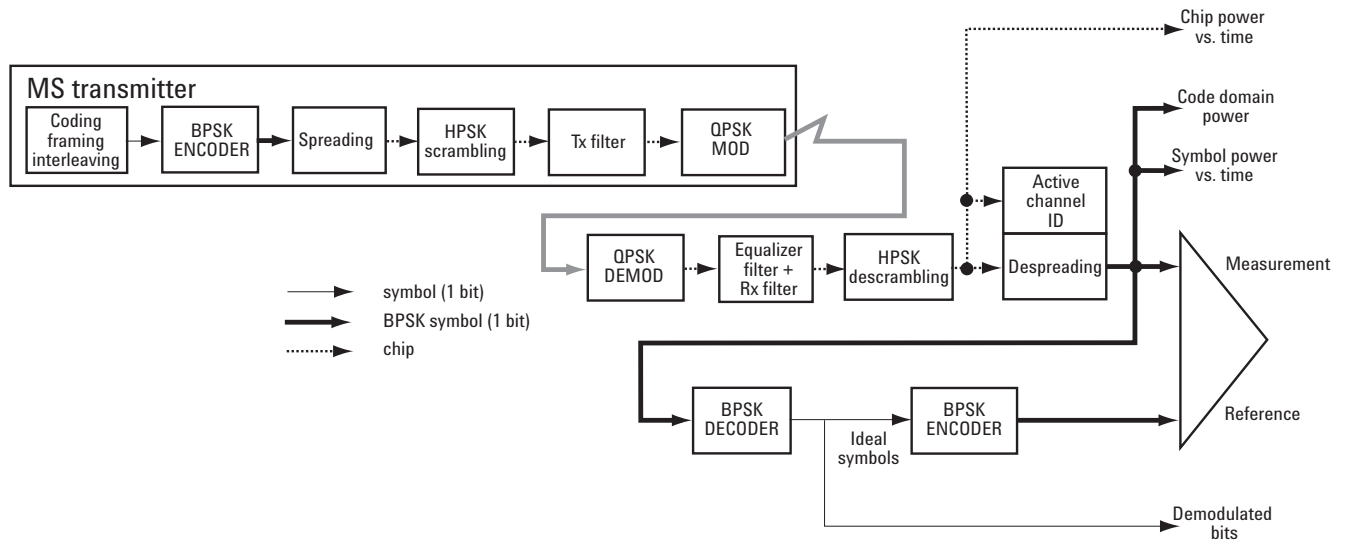 Chip power
vs. time
MS transmitter
Coding
framing
interleaving
BPSK
ENCODER
Spreading
HPSK
scrambling
Tx filter
QPSK
MOD
Code domain
power
Symbol power
vs. time
Active
channel
ID
QPSK
DEMOD
Equalizer
filter +
Rx filter
HPSK
descrambling
Despreading
Measurement
symbol (1 bit)
BPSK symbol (1 bit)
chip
BPSK
DECODER
Ideal
symbols
BPSK
ENCODER
Reference
Demodulated
bits